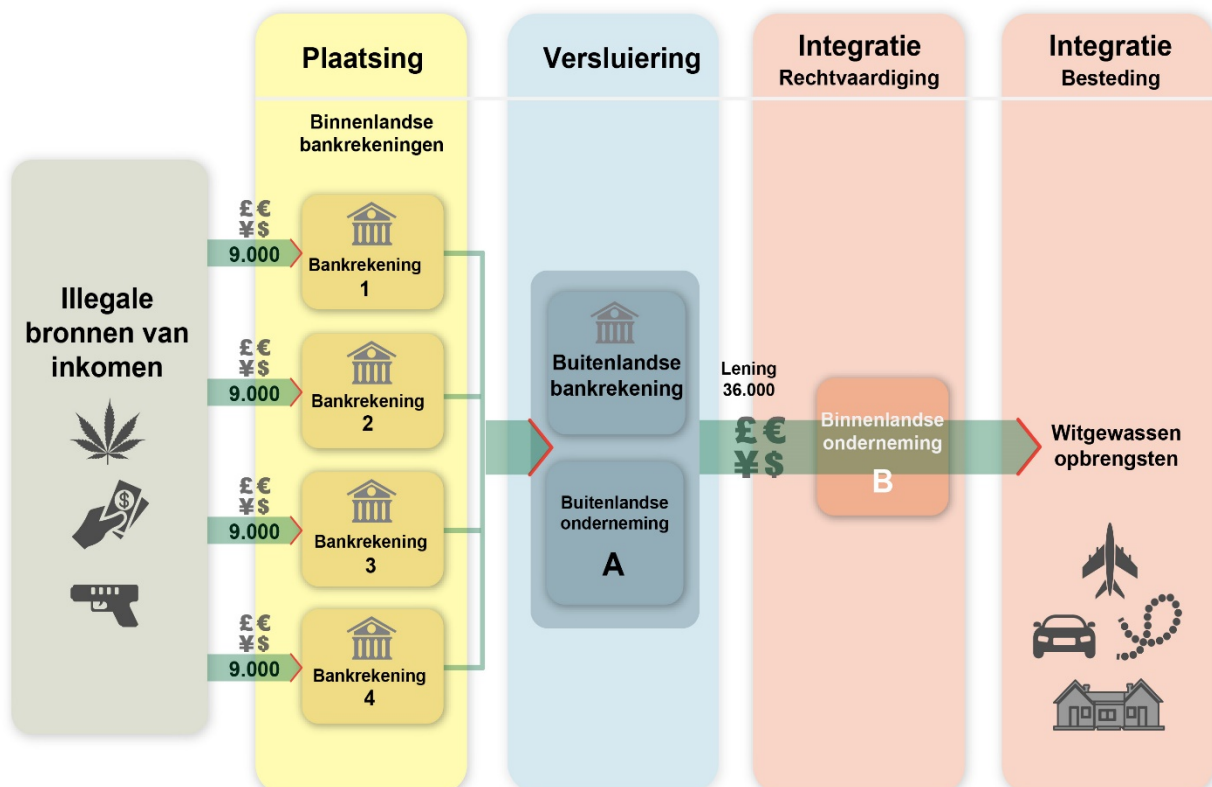 Plaatsing
Versluiering
Integratie
Rechtvaardiging
Integratie
Besteding
Binnenlandse
bankrekeningen
Illegale
bronnen van
inkomen
£ €
¥ $
9.000
Bankrekening
1
£ €
¥ $
9.000
Bankrekening
2
£ €
¥ $
9.000
Bankrekening
3
£ €
¥ $
9.000
Bankrekening
4
Buitenlandse
bankrekening
Buitenlandse
onderneming
A
Lening
36.000
£ €
¥ $
Binnenlandse
onderneming
B
Witgewassen
opbrengsten
$